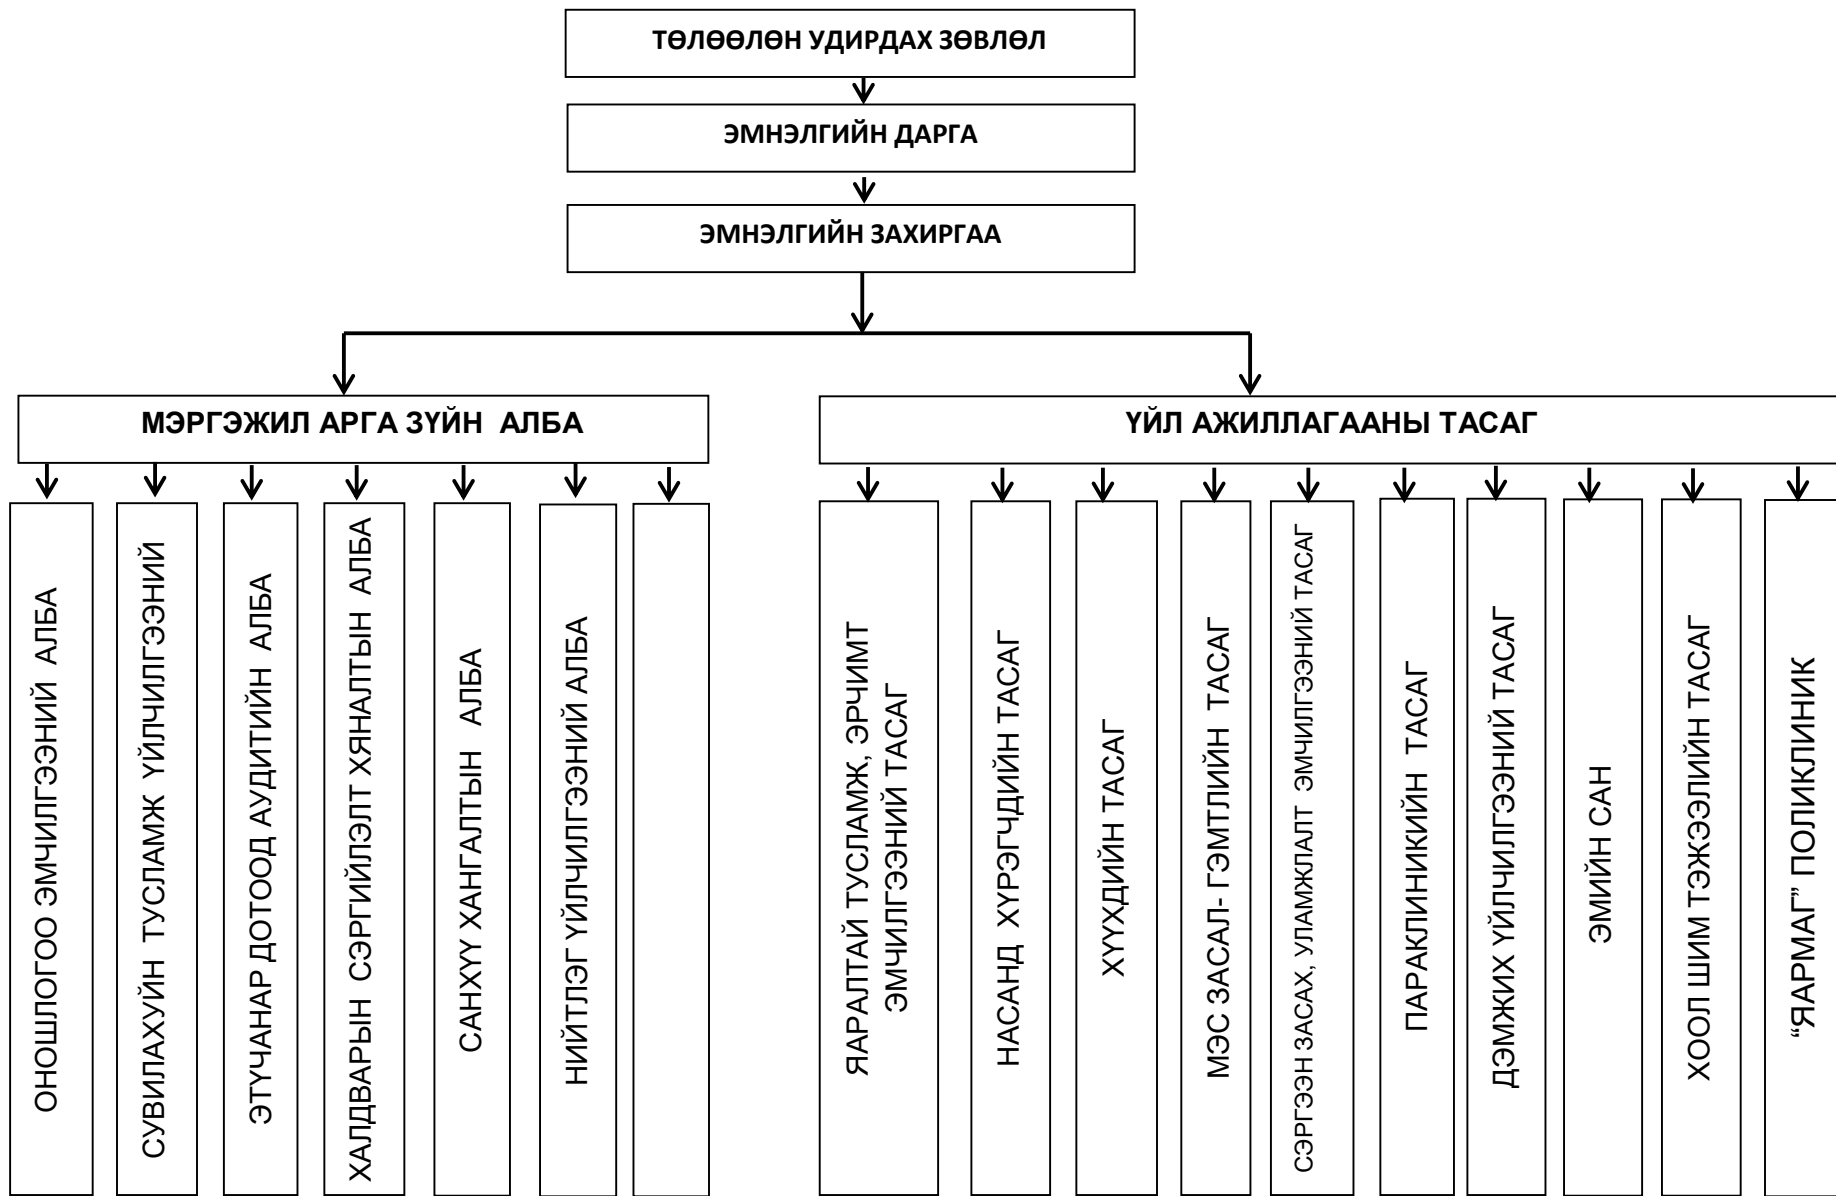 ТӨЛӨӨЛӨН УДИРДАХ ЗӨВЛӨЛ
ЭМНЭЛГИЙН ДАРГА
ЭМНЭЛГИЙН ЗАХИРГАА
МЭРГЭЖИЛ АРГА ЗҮЙН АЛБА
ҮЙЛ АЖИЛЛАГААНЫ ТАСАГ
ОНОШЛОГОО ЭМЧИЛГЭЭНИЙ АЛБА
СУВИЛАХУЙН ТУСЛАМЖ ҮЙЛЧИЛГЭЭНИЙ
ЭТҮЧАНАР ДОТООД АУДИТИЙН АЛБА
ХАЛДВАРЫН СЭРГИЙЛЭЛТ ХЯНАЛТЫН АЛБА
САНХҮҮ ХАНГАЛТЫН АЛБА
НИЙТЛЭГ ҮЙЛЧИЛГЭЭНИЙ АЛБА
ЯАРАЛТАЙ ТУСЛАМЖ, ЭРЧИМТ
ЭМЧИЛГЭЭНИЙ ТАСАГ
НАСАНД ХҮРЭГЧДИЙН ТАСАГ
ХҮҮХДИЙН ТАСАГ
МЭС ЗАСАЛ- ГЭМТЛИЙН ТАСАГ
СЭРГЭЭН ЗАСАХ, УЛАМЖЛАЛТ ЭМЧИЛГЭЭНИЙ ТАСАГ
ПАРАКЛИНИКИЙН ТАСАГ
ДЭМЖИХ ҮЙЛЧИЛГЭЭНИЙ ТАСАГ
ЭМИЙН САН
ХООЛ ШИМ ТЭЖЭЭЛИЙН ТАСАГ
“ЯАРМАГ” ПОЛИКЛИНИК